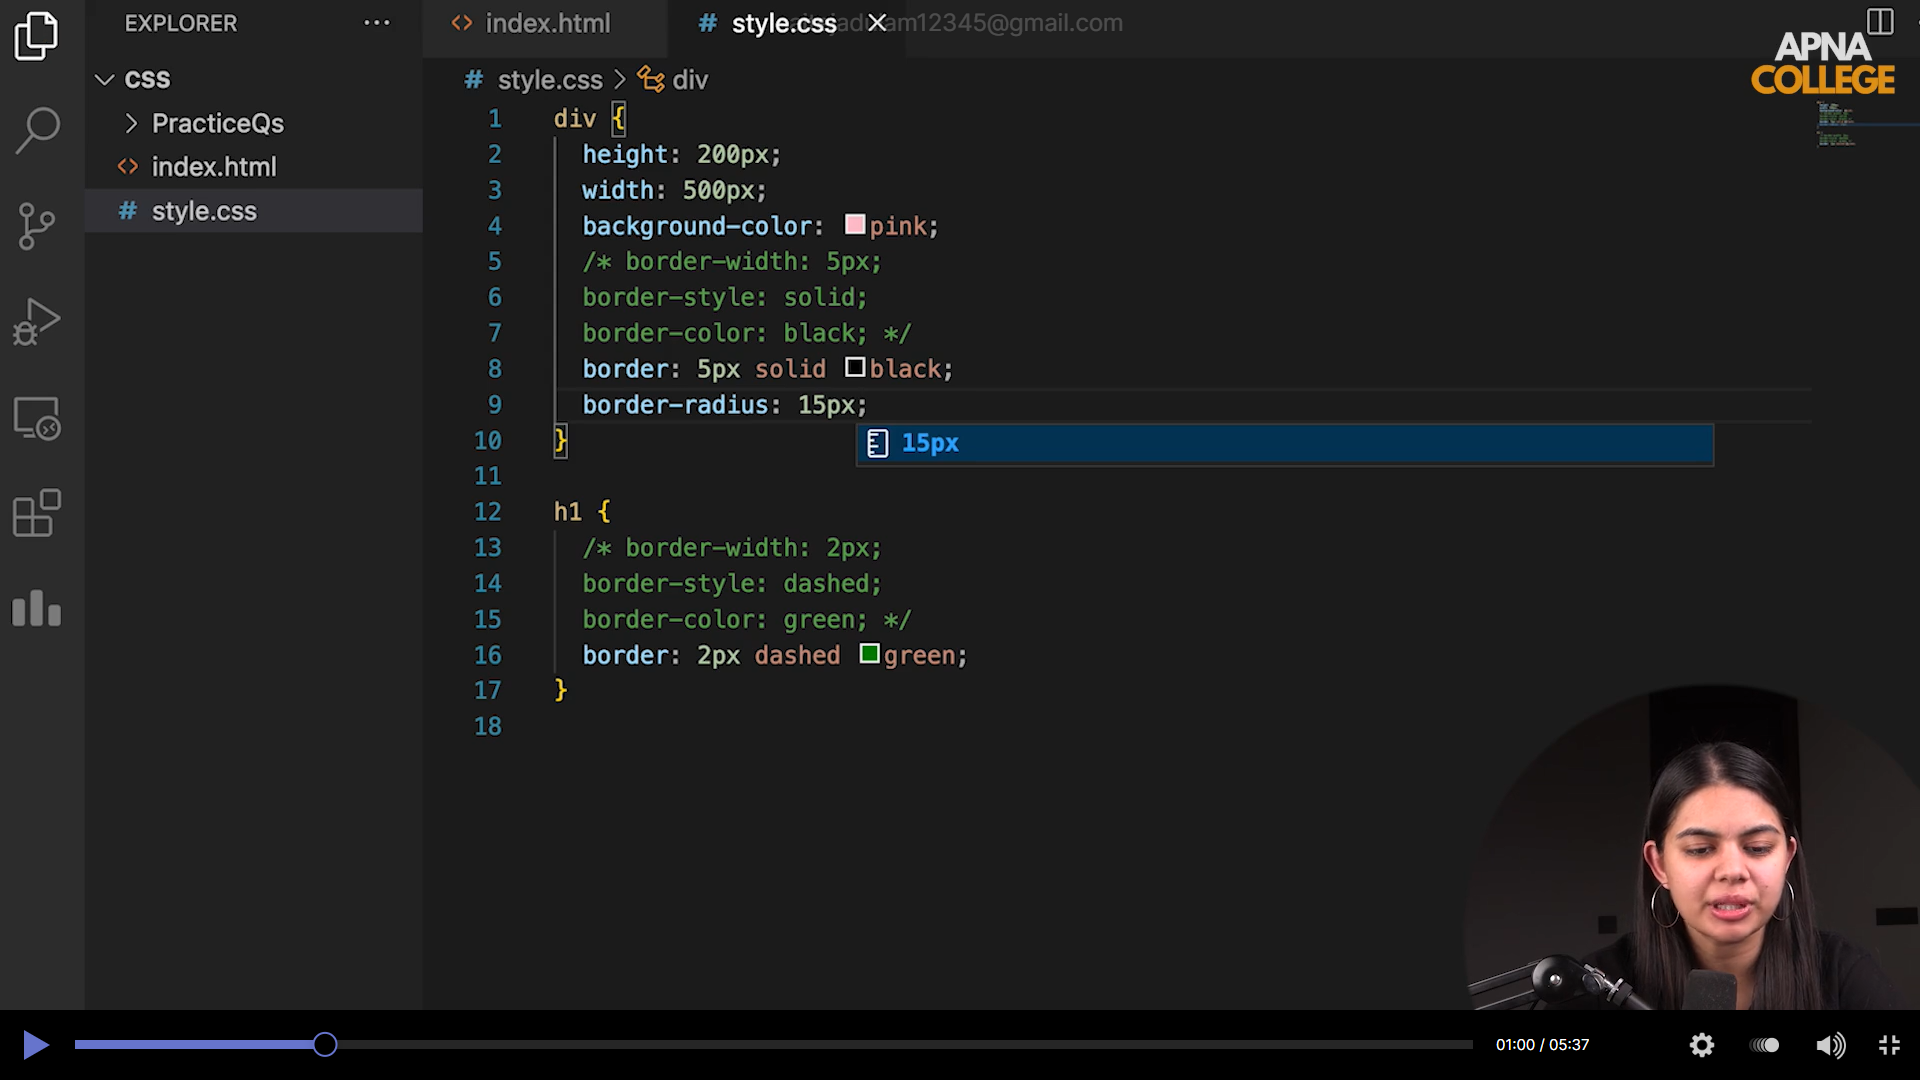 EXPLORER ...
index.html
style.css
jadu am12345@gmail.com
APNA
COLLEGE
CSS
PracticeQs
index.html
style.css
# style.css > div
1 div {
2 height: 200px;
3 width: 500px;
4 background-color: pink;
5 /* border-width: 5px;
6 border-style: solid;
7 border-color: black; */
8 border: 5px solid black;
9 border-radius: 15px;
10 }
15px
11
12 h1 {
13 /* border-width: 2px;
14 border-style: dashed;
15 border-color: green; */
16 border: 2px dashed green;
17 }
18
01:00 / 05:37